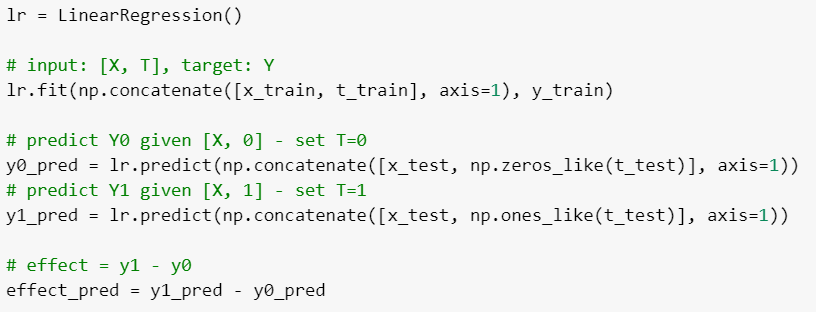 lr = LinearRegression()
# input: [X, T], target: Y
lr.fit(np.concatenate([x_train, t_train], axis=1), y_train)
# predict Y0 given [X, 0] - set T=0
y0_pred = lr.predict(np.concatenate([x_test, np.zeros_like(t_test)], axis=1))
# predict Y1 given [X, 1] - set T=1
y1_pred = lr.predict(np.concatenate([x_test, np.ones_like(t_test)], axis=1))
# effect = y1 - y0
effect_pred = y1_pred - y0_pred